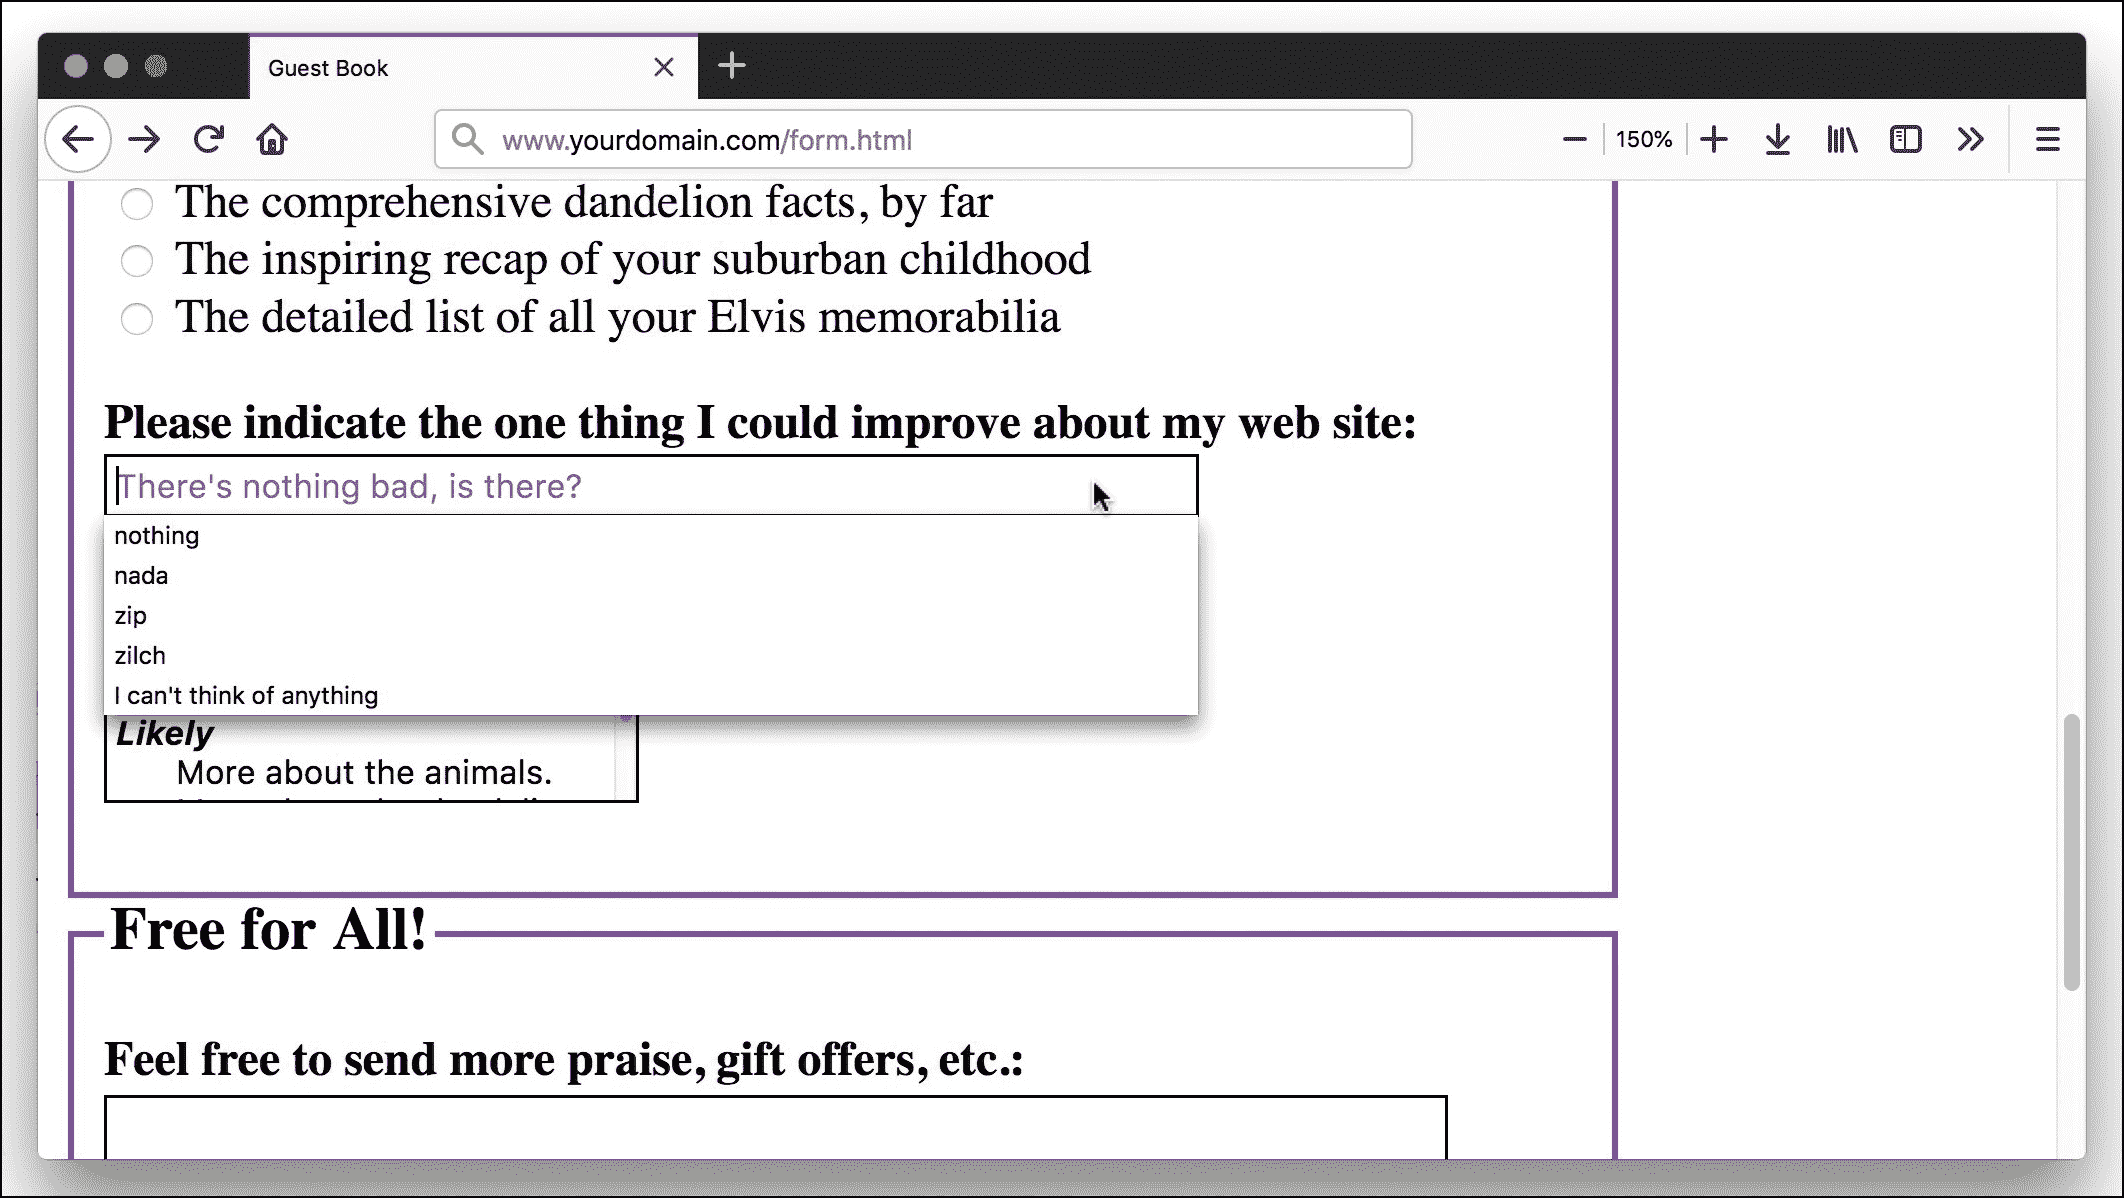 Guest Book
www.yourdomain.com/form.html
150%
The comprehensive dandelion facts, by far
The inspiring recap of your suburban childhood
The detailed list of all your Elvis memorabilia
Please indicate the one thing I could improve about my web site:
There's nothing bad, is there?
nothing
nada
zip
zilch
I can't think of anything
Likely
More about the animals.
Free for All!
Feel free to send more praise, gift offers, etc.: